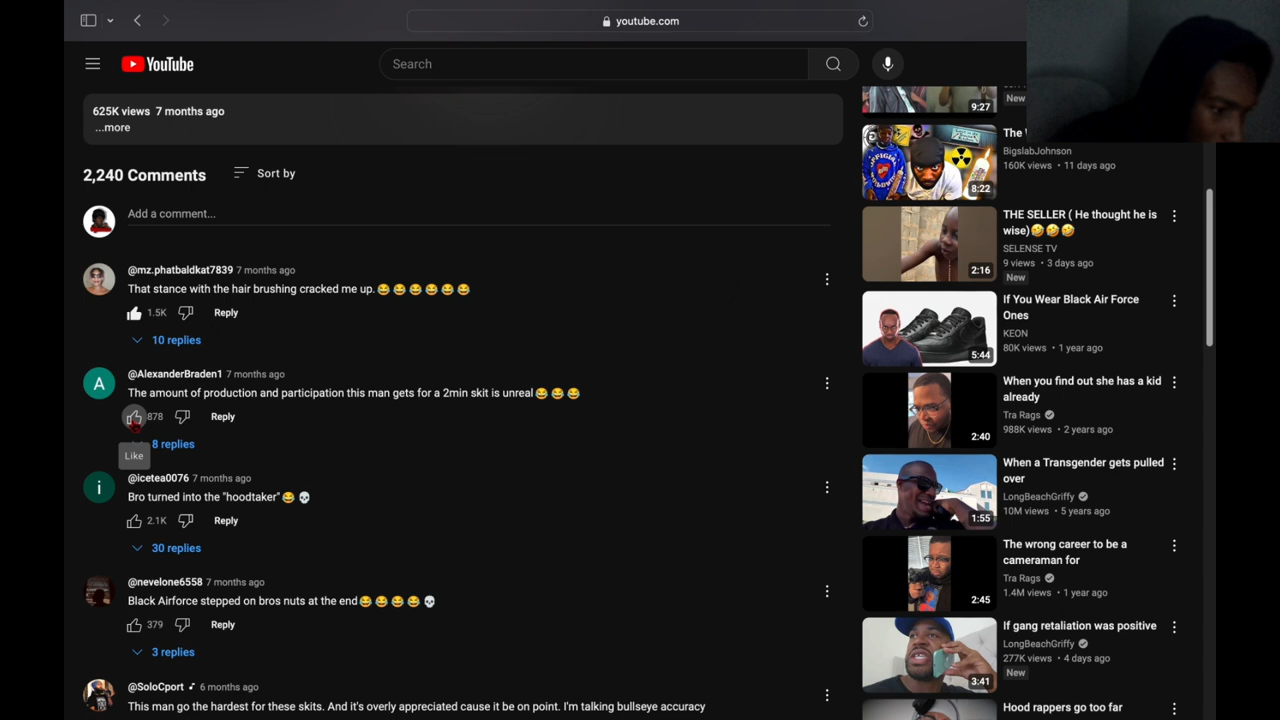 youtube.com
YouTube
Search
625K views 7 months ago
...more
2,240 Comments
Sort by
Add a comment...
@mz.phatbaldkat7839 7 months ago
That stance with the hair brushing cracked me up.😂😂😂😂😂😂
1.5K
Reply
10 replies
@AlexanderBraden1 7 months ago
The amount of production and participation this man gets for a 2min skit is unreal😂😂😂
878
Reply
8 replies
Like
@icetea0076 7 months ago
Bro turned into the "hoodtaker"😂💀
2.1K
Reply
30 replies
@nevelone6558 7 months ago
Black Airforce stepped on bros nuts at the end😂😂😂😂💀
379
Reply
3 replies
@SoloCport 6 months ago
This man go the hardest for these skits. And it's overly appreciated cause it be on point. I'm talking bullseye accuracy
9:27
New
8:22
The
BigslabJohnson
160K views • 11 days ago
2:16
THE SELLER ( He thought he is
wise)🤣🤣🤣
SELENSE TV
9 views • 3 days ago
New
5:44
If You Wear Black Air Force
Ones
KEON
80K views • 1 year ago
2:40
When you find out she has a kid
already
Tra Rags
988K views • 2 years ago
1:55
When a Transgender gets pulled
over
LongBeachGriffy
10M views • 5 years ago
2:45
The wrong career to be a
cameraman for
Tra Rags
1.4M views • 1 year ago
3:41
If gang retaliation was positive
LongBeachGriffy
277K views • 4 days ago
New
Hood rappers go too far